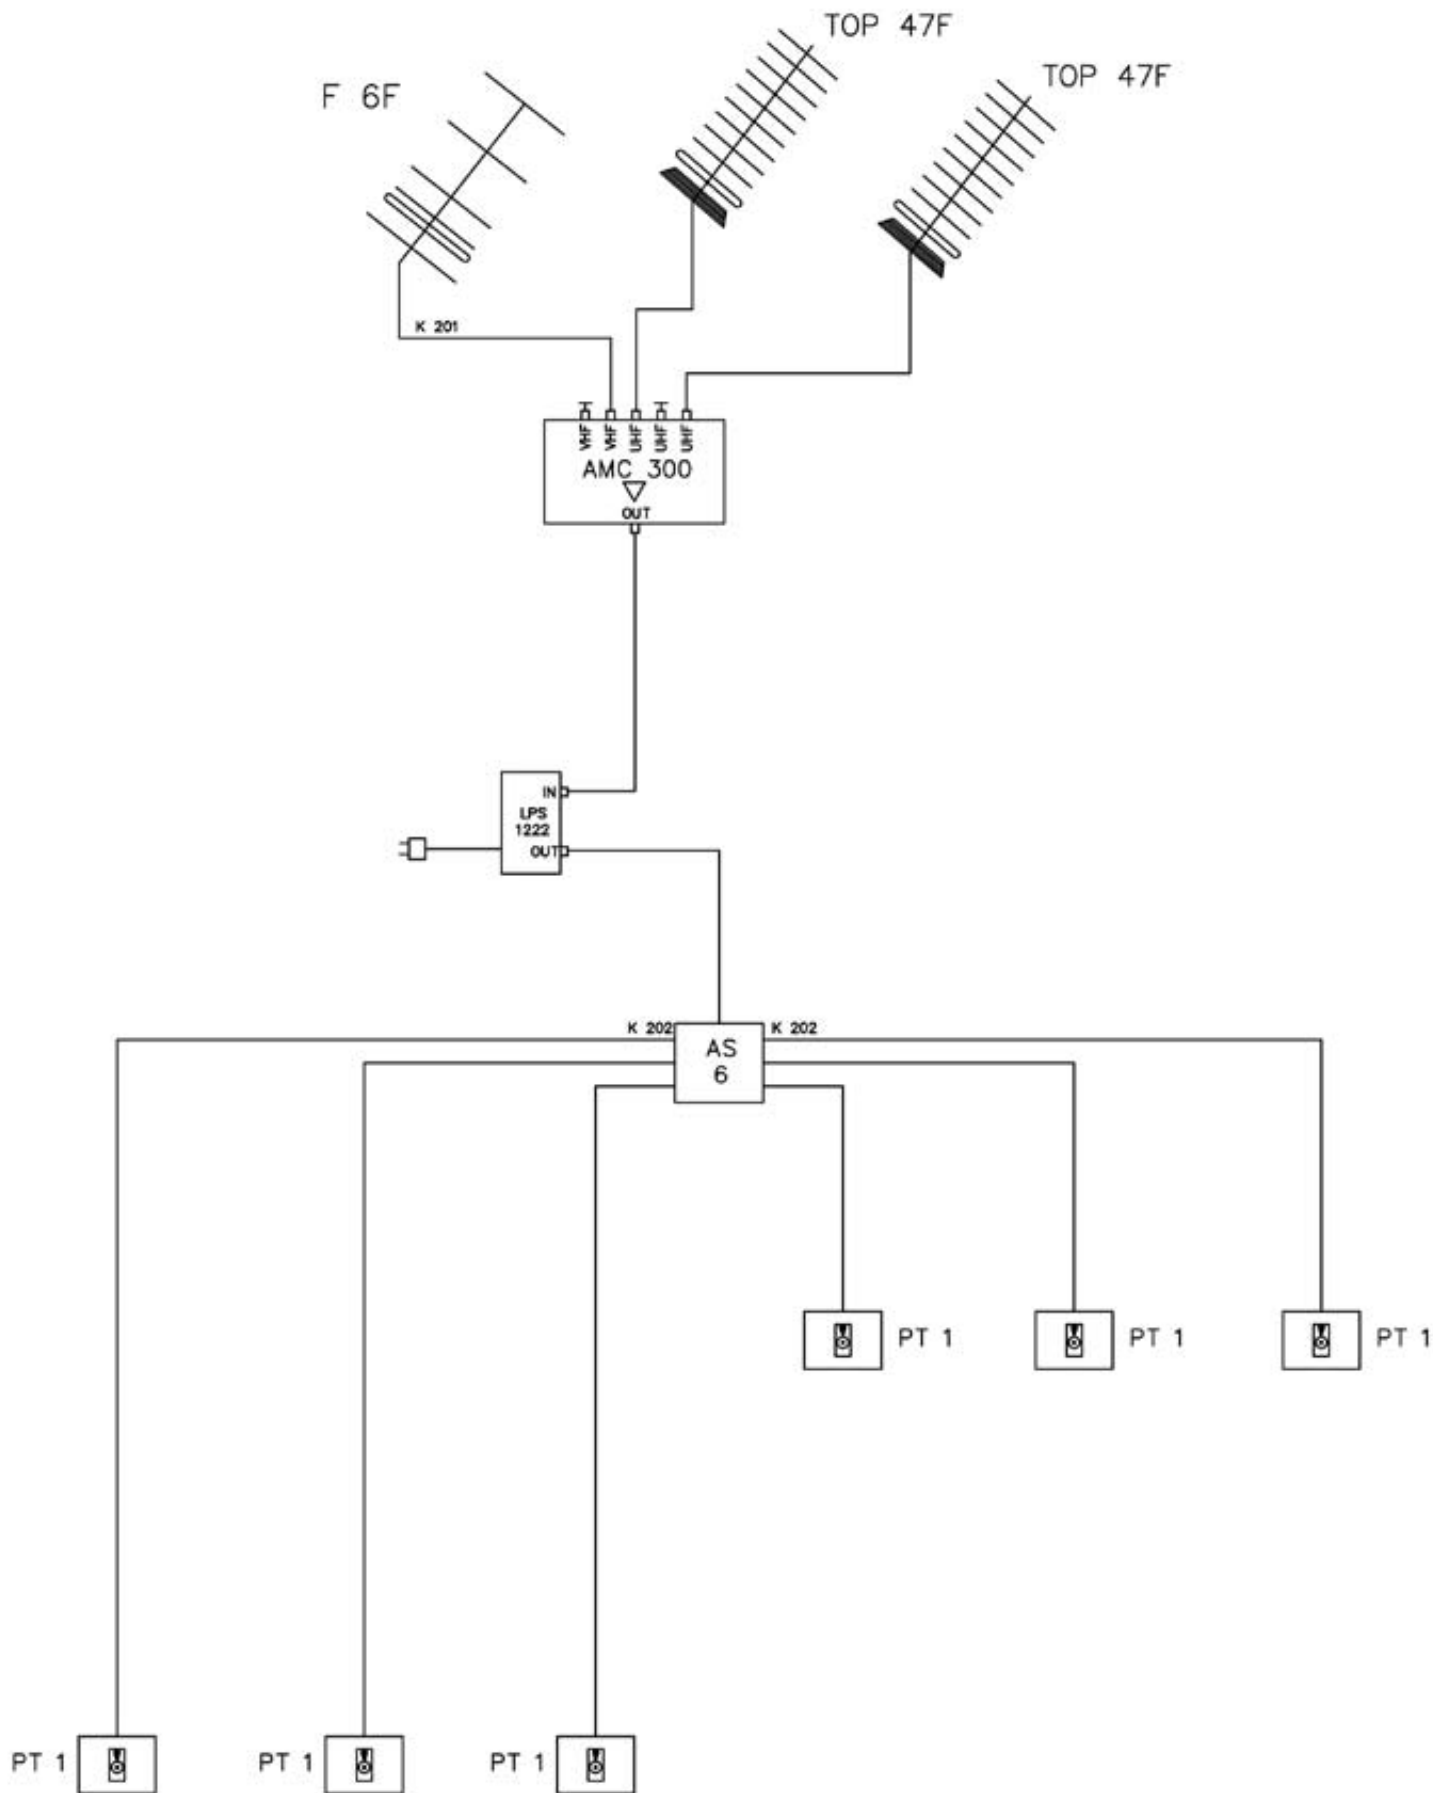 TOP 47F
TOP 47F
F 6F
K 201
VHF
VHF
UHF
UHF
UHF
AMC 300
OUT
IN
LPS
1222
OUT
K 202
K 202
AS
6
PT 1
PT 1
PT 1
PT 1
PT 1
PT 1